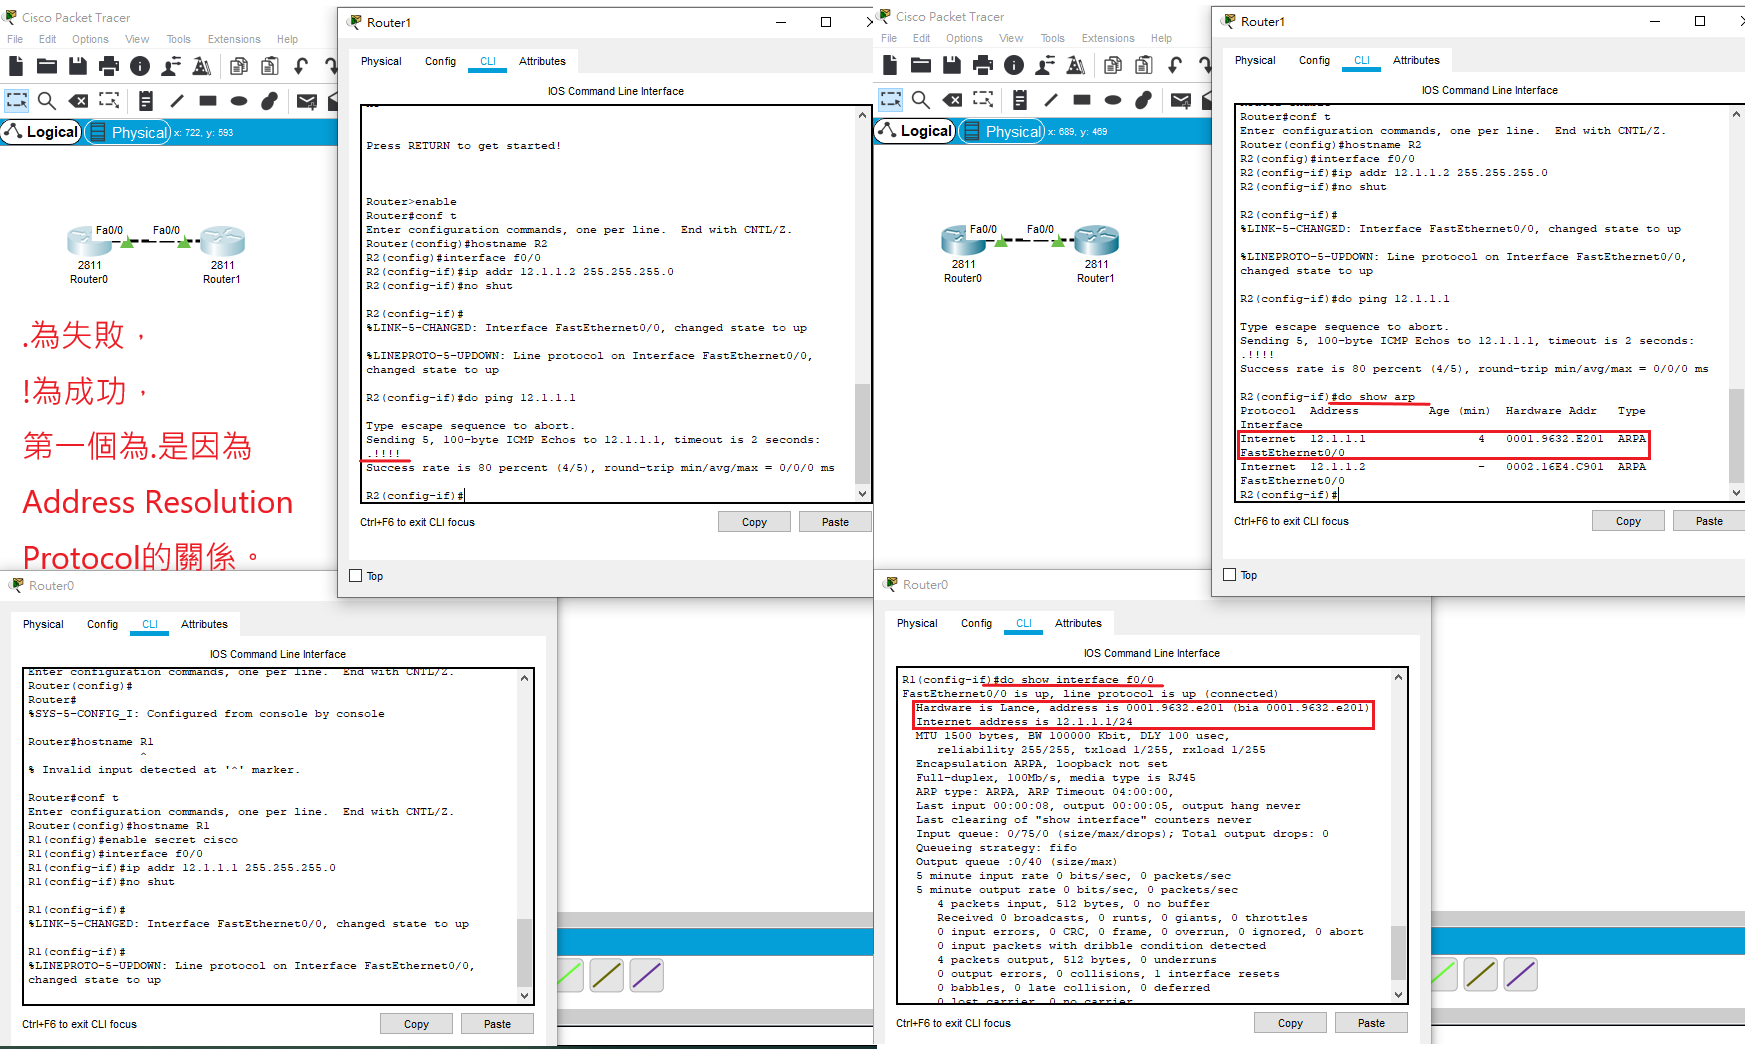 Cisco Packet Tracer
File Edit Options View Tools Extensions Help
Logical Physical x: 722, y: 593
Fa0/0 Fa0/0
2811 2811
Router0 Router1
.為失敗，
!為成功，
第一個為.是因為
Address Resolution
Protocol的關係。
Router1
Physical Config CLI Attributes
IOS Command Line Interface
Press RETURN to get started!
Router>enable
Router#conf t
Enter configuration commands, one per line.  End with CNTL/Z.
Router(config)#hostname R2
R2(config)#interface f0/0
R2(config-if)#ip addr 12.1.1.2 255.255.255.0
R2(config-if)#no shut
R2(config-if)#
%LINK-5-CHANGED: Interface FastEthernet0/0, changed state to up
%LINEPROTO-5-UPDOWN: Line protocol on Interface FastEthernet0/0,
changed state to up
R2(config-if)#do ping 12.1.1.1
Type escape sequence to abort.
Sending 5, 100-byte ICMP Echos to 12.1.1.1, timeout is 2 seconds:
.!!!!
Success rate is 80 percent (4/5), round-trip min/avg/max = 0/0/0 ms
R2(config-if)#
Ctrl+F6 to exit CLI focus
Copy Paste
Top
Router0
Physical Config CLI Attributes
IOS Command Line Interface
Enter configuration commands, one per line.  End with CNTL/Z.
Router(config)#
Router#
%SYS-5-CONFIG_I: Configured from console by console
Router#hostname R1
^
% Invalid input detected at '^' marker.
Router#conf t
Enter configuration commands, one per line.  End with CNTL/Z.
Router(config)#hostname R1
R1(config)#enable secret cisco
R1(config)#interface f0/0
R1(config-if)#ip addr 12.1.1.1 255.255.255.0
R1(config-if)#no shut
R1(config-if)#
%LINK-5-CHANGED: Interface FastEthernet0/0, changed state to up
R1(config-if)#
%LINEPROTO-5-UPDOWN: Line protocol on Interface FastEthernet0/0,
changed state to up
Ctrl+F6 to exit CLI focus
Copy Paste
Cisco Packet Tracer
File Edit Options View Tools Extensions Help
Logical Physical x: 689, y: 469
Fa0/0 Fa0/0
2811 2811
Router0 Router1
Router1
Physical Config CLI Attributes
IOS Command Line Interface
Router#conf t
Enter configuration commands, one per line.  End with CNTL/Z.
Router(config)#hostname R2
R2(config)#interface f0/0
R2(config-if)#ip addr 12.1.1.2 255.255.255.0
R2(config-if)#no shut
R2(config-if)#
%LINK-5-CHANGED: Interface FastEthernet0/0, changed state to up
%LINEPROTO-5-UPDOWN: Line protocol on Interface FastEthernet0/0,
changed state to up
R2(config-if)#do ping 12.1.1.1
Type escape sequence to abort.
Sending 5, 100-byte ICMP Echos to 12.1.1.1, timeout is 2 seconds:
.!!!!
Success rate is 80 percent (4/5), round-trip min/avg/max = 0/0/0 ms
R2(config-if)#do show arp
Protocol  Address          Age (min)  Hardware Addr   Type
Interface
Internet  12.1.1.1                4   0001.9632.E201  ARPA
FastEthernet0/0
Internet  12.1.1.2                -   0002.16E4.C901  ARPA
FastEthernet0/0
R2(config-if)#
Ctrl+F6 to exit CLI focus
Copy Paste
Top
Router0
Physical Config CLI Attributes
IOS Command Line Interface
R1(config-if)#do show interface f0/0
FastEthernet0/0 is up, line protocol is up (connected)
Hardware is Lance, address is 0001.9632.e201 (bia 0001.9632.e201)
Internet address is 12.1.1.1/24
MTU 1500 bytes, BW 100000 Kbit, DLY 100 usec,
reliability 255/255, txload 1/255, rxload 1/255
Encapsulation ARPA, loopback not set
Full-duplex, 100Mb/s, media type is RJ45
ARP type: ARPA, ARP Timeout 04:00:00,
Last input 00:00:08, output 00:00:05, output hang never
Last clearing of "show interface" counters never
Input queue: 0/75/0 (size/max/drops); Total output drops: 0
Queueing strategy: fifo
Output queue :0/40 (size/max)
5 minute input rate 0 bits/sec, 0 packets/sec
5 minute output rate 0 bits/sec, 0 packets/sec
4 packets input, 512 bytes, 0 no buffer
Received 0 broadcasts, 0 runts, 0 giants, 0 throttles
0 input errors, 0 CRC, 0 frame, 0 overrun, 0 ignored, 0 abort
0 input packets with dribble condition detected
4 packets output, 512 bytes, 0 underruns
0 output errors, 0 collisions, 1 interface resets
0 babbles, 0 late collision, 0 deferred
0 lost carrier, 0 no carrier
Ctrl+F6 to exit CLI focus
Copy Paste